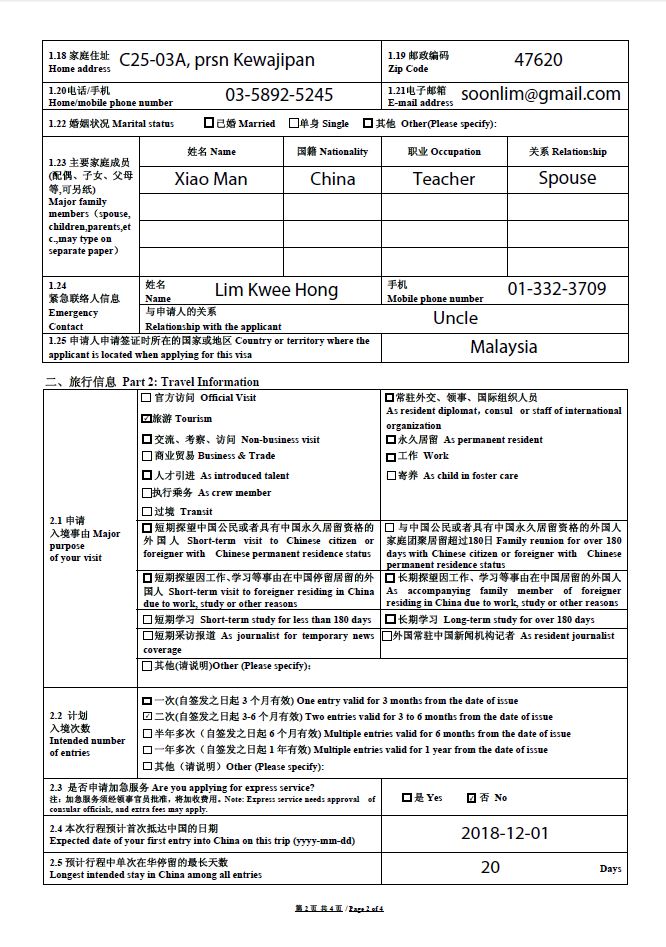 1.18 家庭住址 C25-03A, prsn Kewajipan 1.19 邮政编码 47620
Home address Zip Code
1.20电话/手机 03-5892-5245 1.21电子邮箱 soonlim@gmail.com
Home/mobile phone number E-mail address
1.22 婚姻状况 Marital status 已婚 Married 单身 Single 其他 Other(Please specify):
1.23 主要家庭成员
(配偶、子女、父母
等,可另纸)
Major family
members（spouse,
children,parents,et
c.,may type on
separate paper）
姓名 Name 国籍 Nationality 职业 Occupation 关系 Relationship
Xiao Man China Teacher Spouse
1.24
紧急联络人信息
Emergency
Contact
姓名 Lim Kwee Hong 手机 01-332-3709
Name Mobile phone number
与申请人的关系 Uncle
Relationship with the applicant
1.25 申请人申请签证时所在的国家或地区 Country or territory where the
applicant is located when applying for this visa
Malaysia
二、旅行信息 Part 2: Travel Information
2.1 申请
入境事由 Major
purpose
of your visit
官方访问 Official Visit
旅游 Tourism
交流、考察、访问 Non-business visit
商业贸易 Business & Trade
人才引进 As introduced talent
执行乘务 As crew member
过境 Transit
常驻外交、领事、国际组织人员
As resident diplomat, consul or staff of international
organization
永久居留 As permanent resident
工作 Work
寄养 As child in foster care
短期探望中国公民或者具有中国永久居留资格的
外国人 Short-term visit to Chinese citizen or
foreigner with Chinese permanent residence status
与中国公民或者具有中国永久居留资格的外国人
家庭团聚居留超过180日 Family reunion for over 180
days with Chinese citizen or foreigner with Chinese
permanent residence status
短期探望因工作、学习等事由在中国停留居留的外
国人 Short-term visit to foreigner residing in China
due to work, study or other reasons
长期探望因工作、学习等事由在中国居留的外国人
As accompanying family member of foreigner
residing in China due to work, study or other reasons
短期学习 Short-term study for less than 180 days
长期学习 Long-term study for over 180 days
短期采访报道 As journalist for temporary news
coverage
外国常驻中国新闻机构记者 As resident journalist
其他(请说明)Other (Please specify):
2.2 计划
入境次数
Intended number
of entries
一次(自签发之日起 3 个月有效) One entry valid for 3 months from the date of issue
二次(自签发之日起 3-6 个月有效) Two entries valid for 3 to 6 months from the date of issue
半年多次（自签发之日起 6 个月有效) Multiple entries valid for 6 months from the date of issue
一年多次（自签发之日起 1 年有效) Multiple entries valid for 1 year from the date of issue
其他（请说明）Other (Please specify):
2.3 是否申请加急服务 Are you applying for express service?
注: 加急服务须经领事官员批准，将加收费用。Note: Express service needs approval of
consular officials, and extra fees may apply.
是 Yes 否 No
2.4 本次行程预计首次抵达中国的日期
Expected date of your first entry into China on this trip (yyyy-mm-dd)
2018-12-01
2.5 预计行程中单次在华停留的最长天数
Longest intended stay in China among all entries
20 Days
第 2 页 共 4 页 / Page 2 of 4